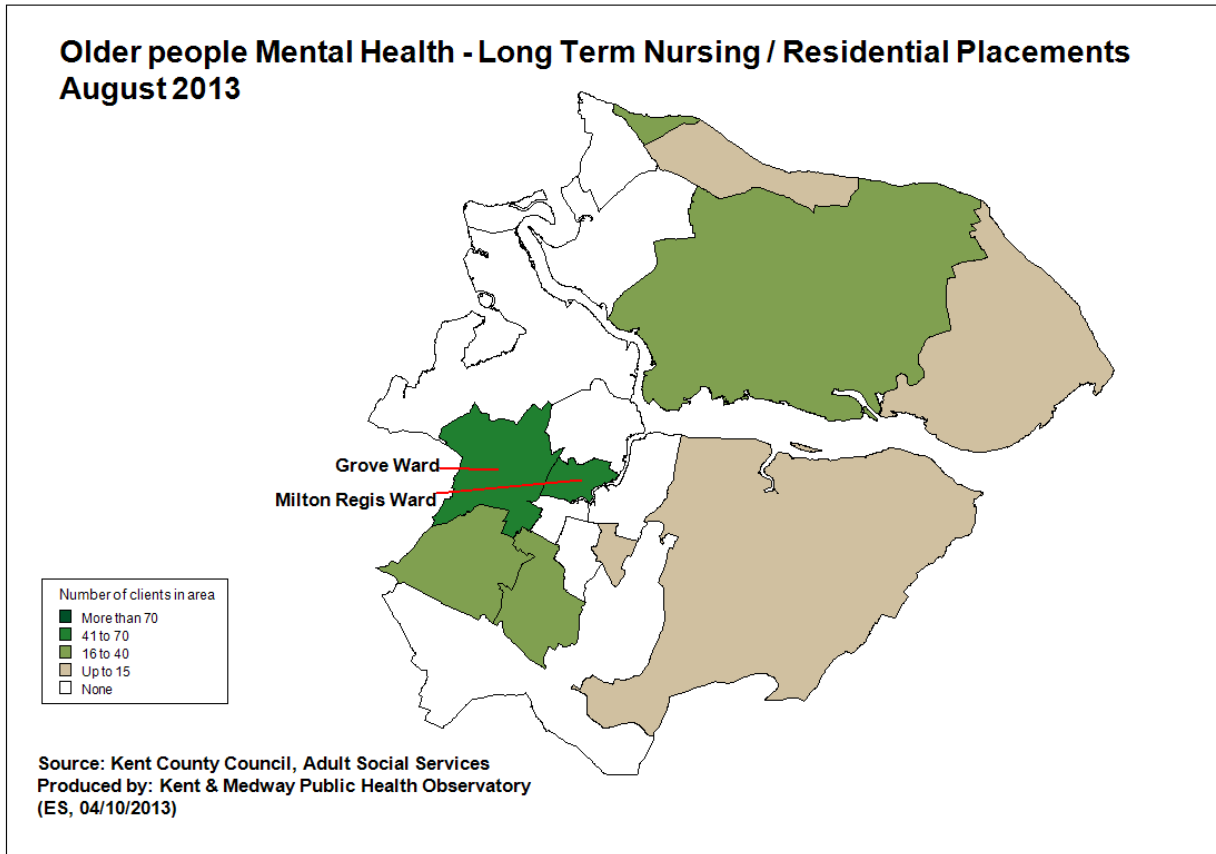 Older people Mental Health - Long Term Nursing / Residential Placements
August 2013
Grove Ward
Milton Regis Ward
Number of clients in area
More than 70
41 to 70
16 to 40
Up to 15
None
Source: Kent County Council, Adult Social Services
Produced by: Kent & Medway Public Health Observatory
(ES, 04/10/2013)